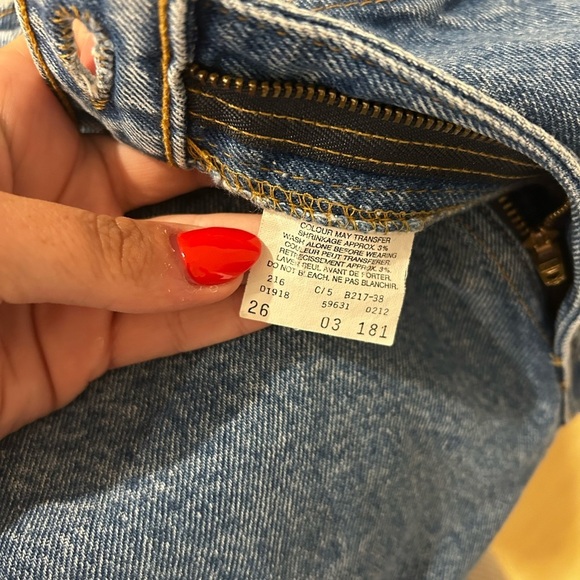 COLOUR MAY TRANSFER
SHRINKAGE APPROX. 3%
WASH ALONE BEFORE WEARING
COULEUR PEUT TRANSFERER.
RETRECISSEMENT APPROX. 3%.
LAVER SEUL AVANT DE PORTER.
DO NOT BLEACH. NE PAS BLANCHIR.
216 C/5 B217-38
D1918 59631 0212
26 03 181